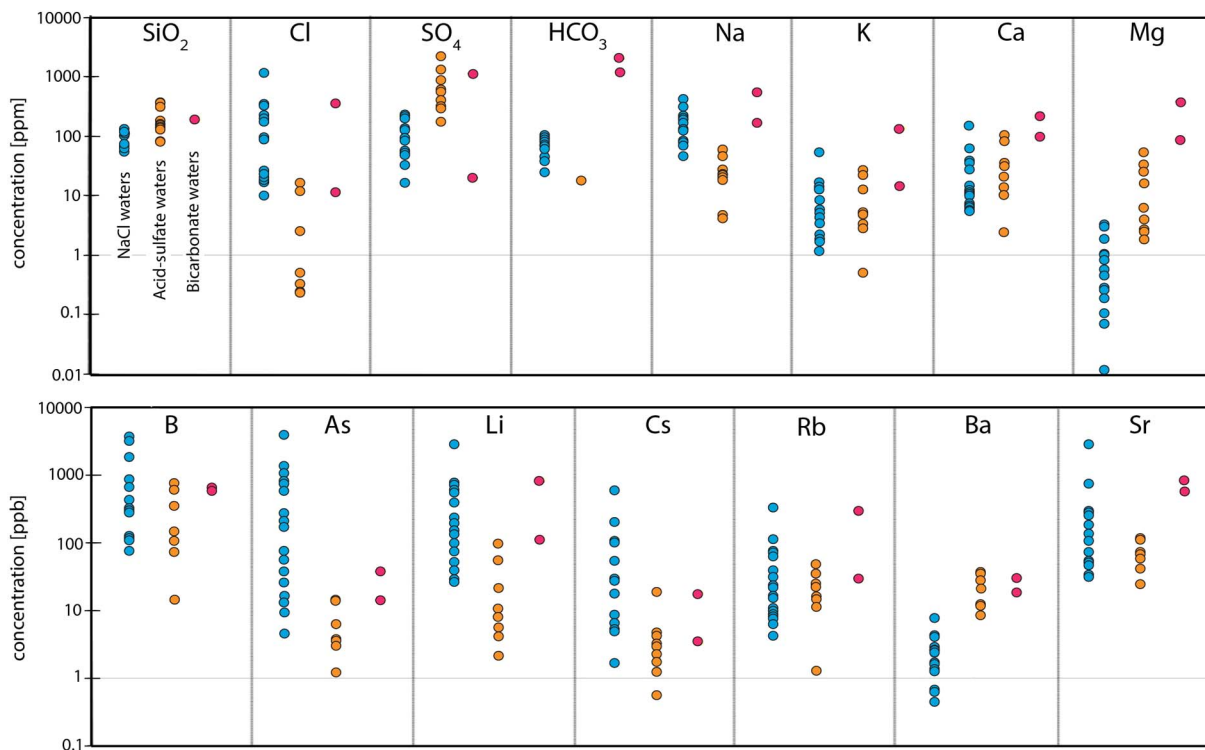 concentration [ppm]
10000
1000
100
10
1
0.1
0.01
SiO₂
Cl
SO₄
HCO₃
Na
K
Ca
Mg
NaCl waters
Acid-sulfate waters
Bicarbonate waters
concentration [ppb]
10000
1000
100
10
1
0.1
B
As
Li
Cs
Rb
Ba
Sr